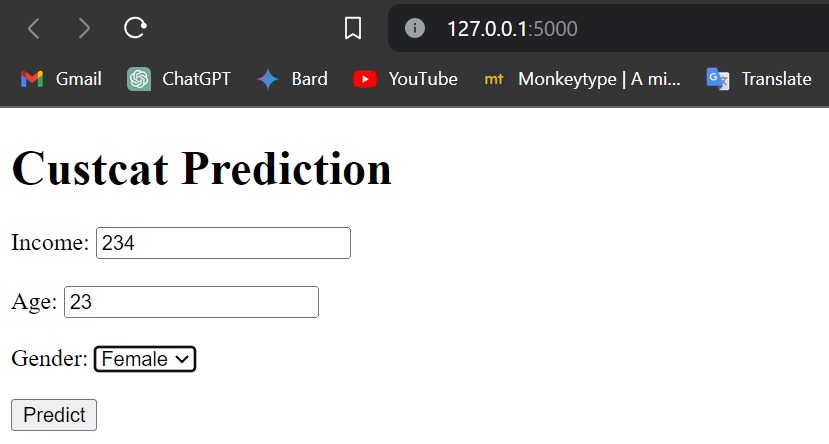 127.0.0.1:5000
Gmail ChatGPT Bard YouTube mt Monkeytype | A mi... Translate
Custcat Prediction
Income: 234
Age: 23
Gender: Female
Predict